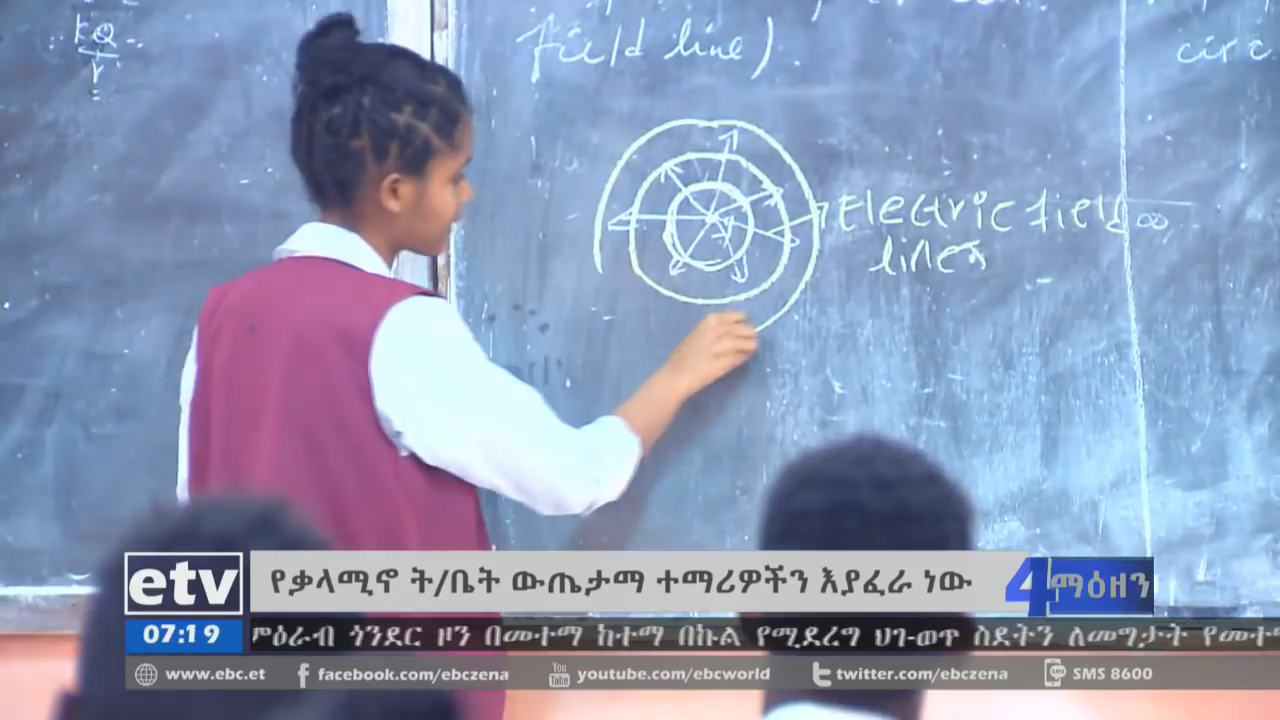 kQ
r
field line).
circ
Electric field
lines
∞
etv
የቃላሚኖ ት/ቤት ውጤታማ ተማሪዎችን እያፈራ ነው
4ማዕዘን
07:19
ምዕራብ ጎንደር ዞን በመተማ ከተማ በኩል የሚደረግ ህገ-ወጥ ስደትን ለመግታት የመተ
www.ebc.et
facebook.com/ebczena
youtube.com/ebcworld
twitter.com/ebczena
SMS 8600